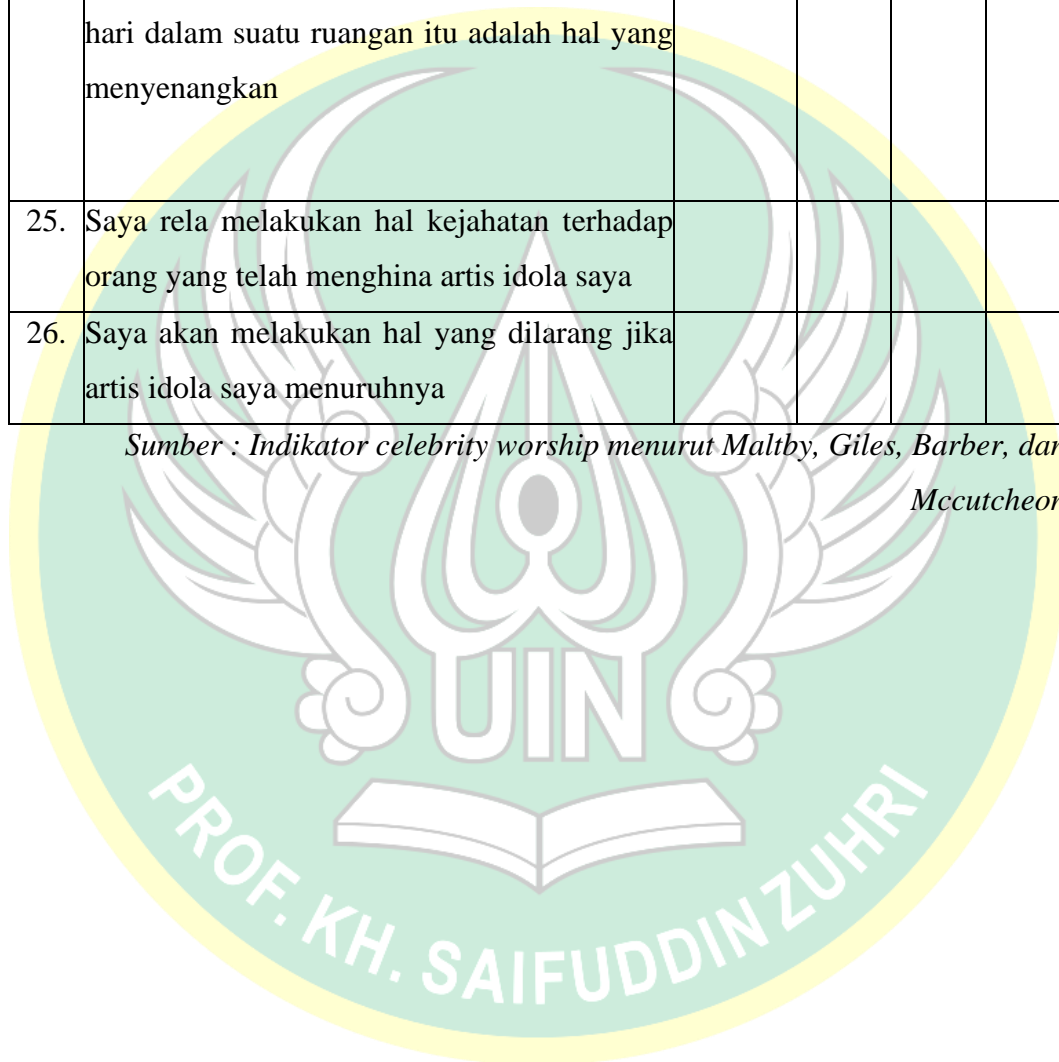 hari dalam suatu ruangan itu adalah hal yang
menyenangkan
25. Saya rela melakukan hal kejahatan terhadap
orang yang telah menghina artis idola saya
26. Saya akan melakukan hal yang dilarang jika
artis idola saya menuruhnya
Sumber : Indikator celebrity worship menurut Maltby, Giles, Barber, dan
Mccutcheon
UIN
PROF. KH. SAIFUDDIN ZUHRI